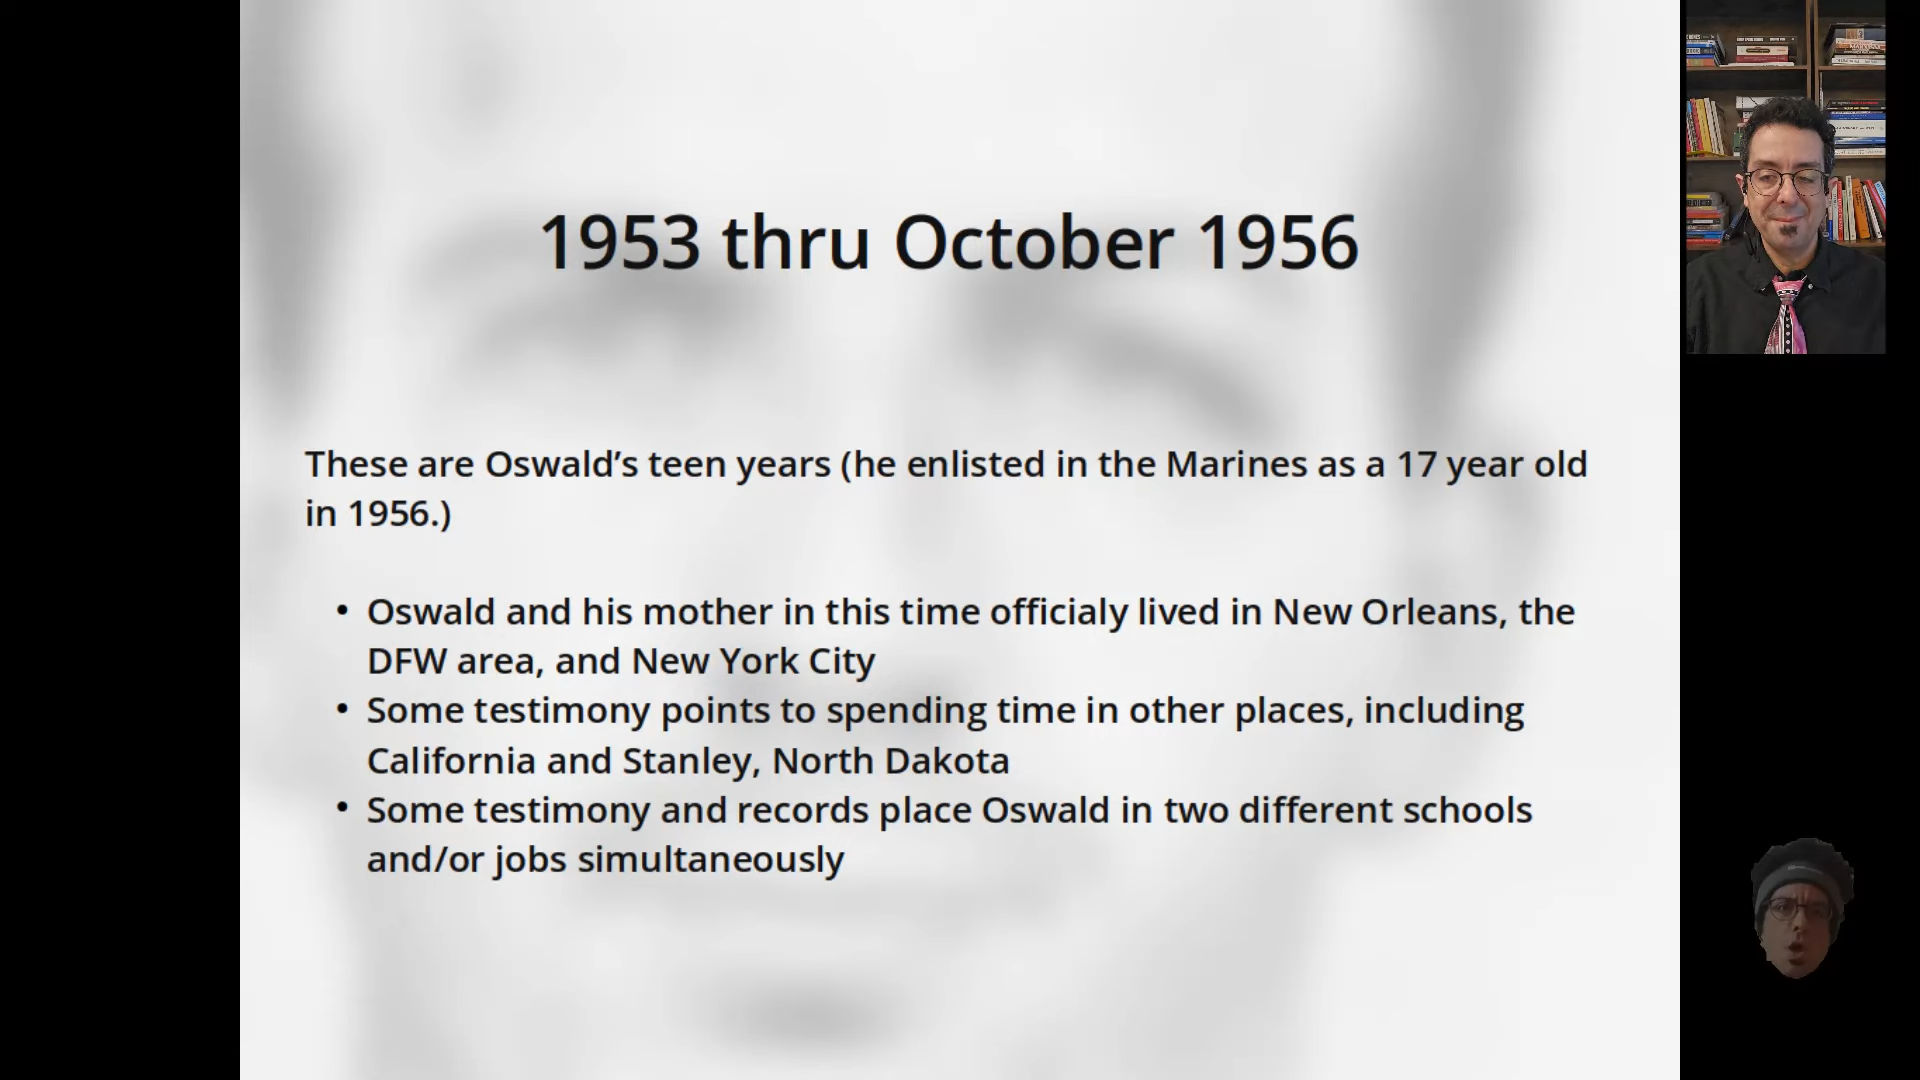 1953 thru October 1956
These are Oswald’s teen years (he enlisted in the Marines as a 17 year old
in 1956.)
• Oswald and his mother in this time officialy lived in New Orleans, the
DFW area, and New York City
• Some testimony points to spending time in other places, including
California and Stanley, North Dakota
• Some testimony and records place Oswald in two different schools
and/or jobs simultaneously